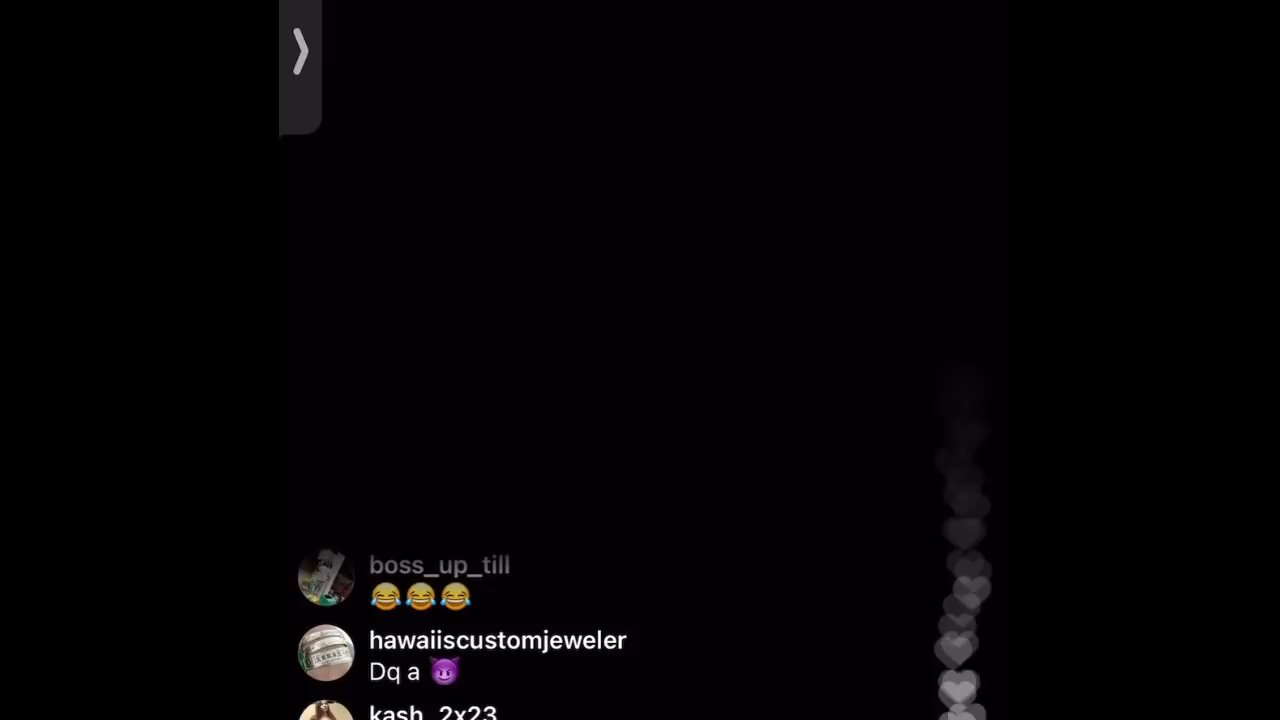 boss_up_till
😂😂😂
hawaiiscustomjeweler
Dq a 😈
kash_2x23